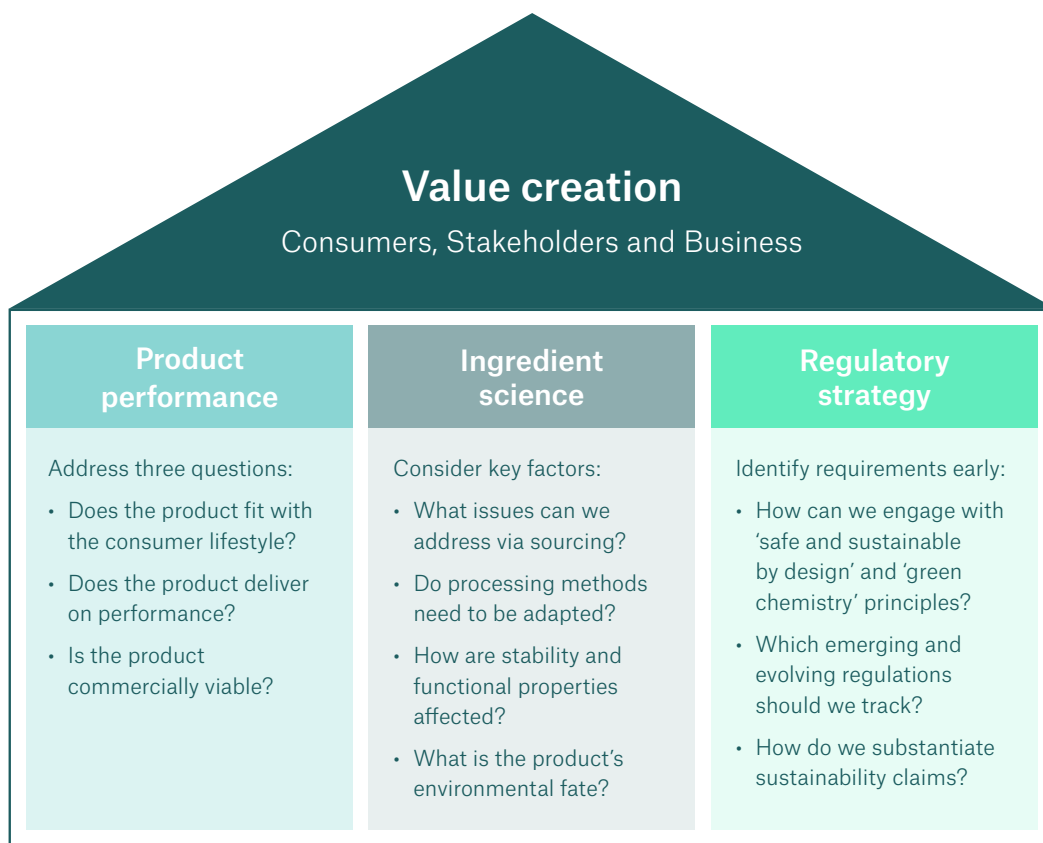 Value creation
Consumers, Stakeholders and Business
Product
performance
Address three questions:
• Does the product fit with
the consumer lifestyle?
• Does the product deliver
on performance?
• Is the product
commercially viable?
Ingredient
science
Consider key factors:
• What issues can we
address via sourcing?
• Do processing methods
need to be adapted?
• How are stability and
functional properties
affected?
• What is the product’s
environmental fate?
Regulatory
strategy
Identify requirements early:
• How can we engage with
‘safe and sustainable
by design’ and ‘green
chemistry’ principles?
• Which emerging and
evolving regulations
should we track?
• How do we substantiate
sustainability claims?